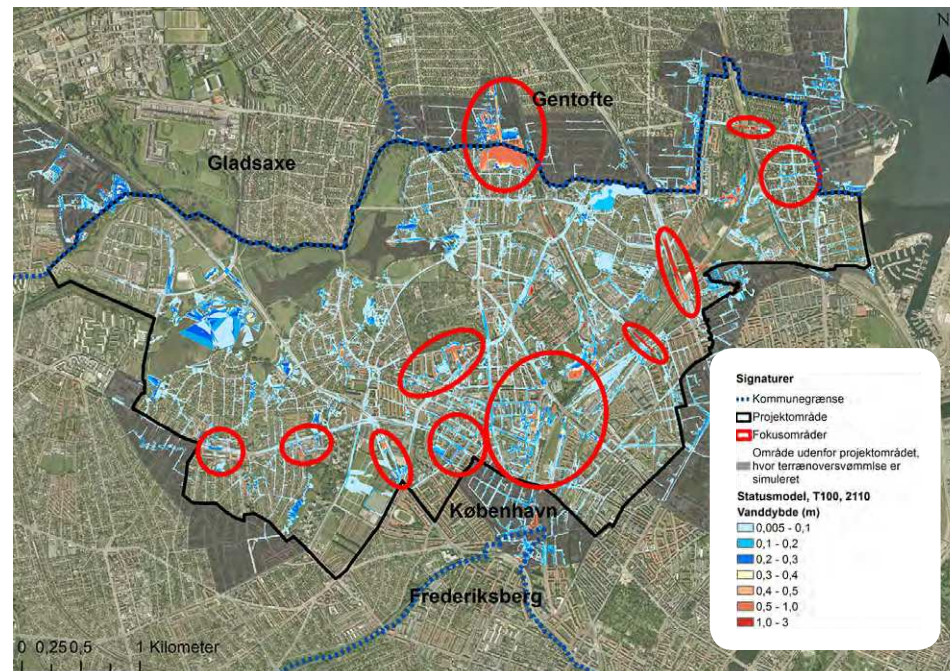 N
Gentofte
Gladsaxe
København
Frederiksberg
0 0,25 0,5 1 Kilometer
Signaturer
Kommunegrænse
Projektområde
Fokusområder
Område udenfor projektområdet,
hvor terrænoversvømmlse er
simuleret
Statusmodel, T100, 2110
Vanddybde (m)
0,005 - 0,1
0,1 - 0,2
0,2 - 0,3
0,3 - 0,4
0,4 - 0,5
0,5 - 1,0
1,0 - 3